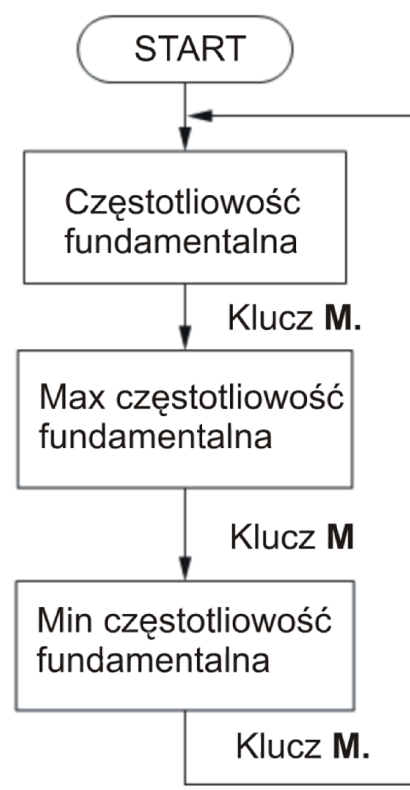 START
Częstotliowość
fundamentalna
Klucz M.
Max częstotliowość
fundamentalna
Klucz M
Min częstotliowość
fundamentalna
Klucz M.